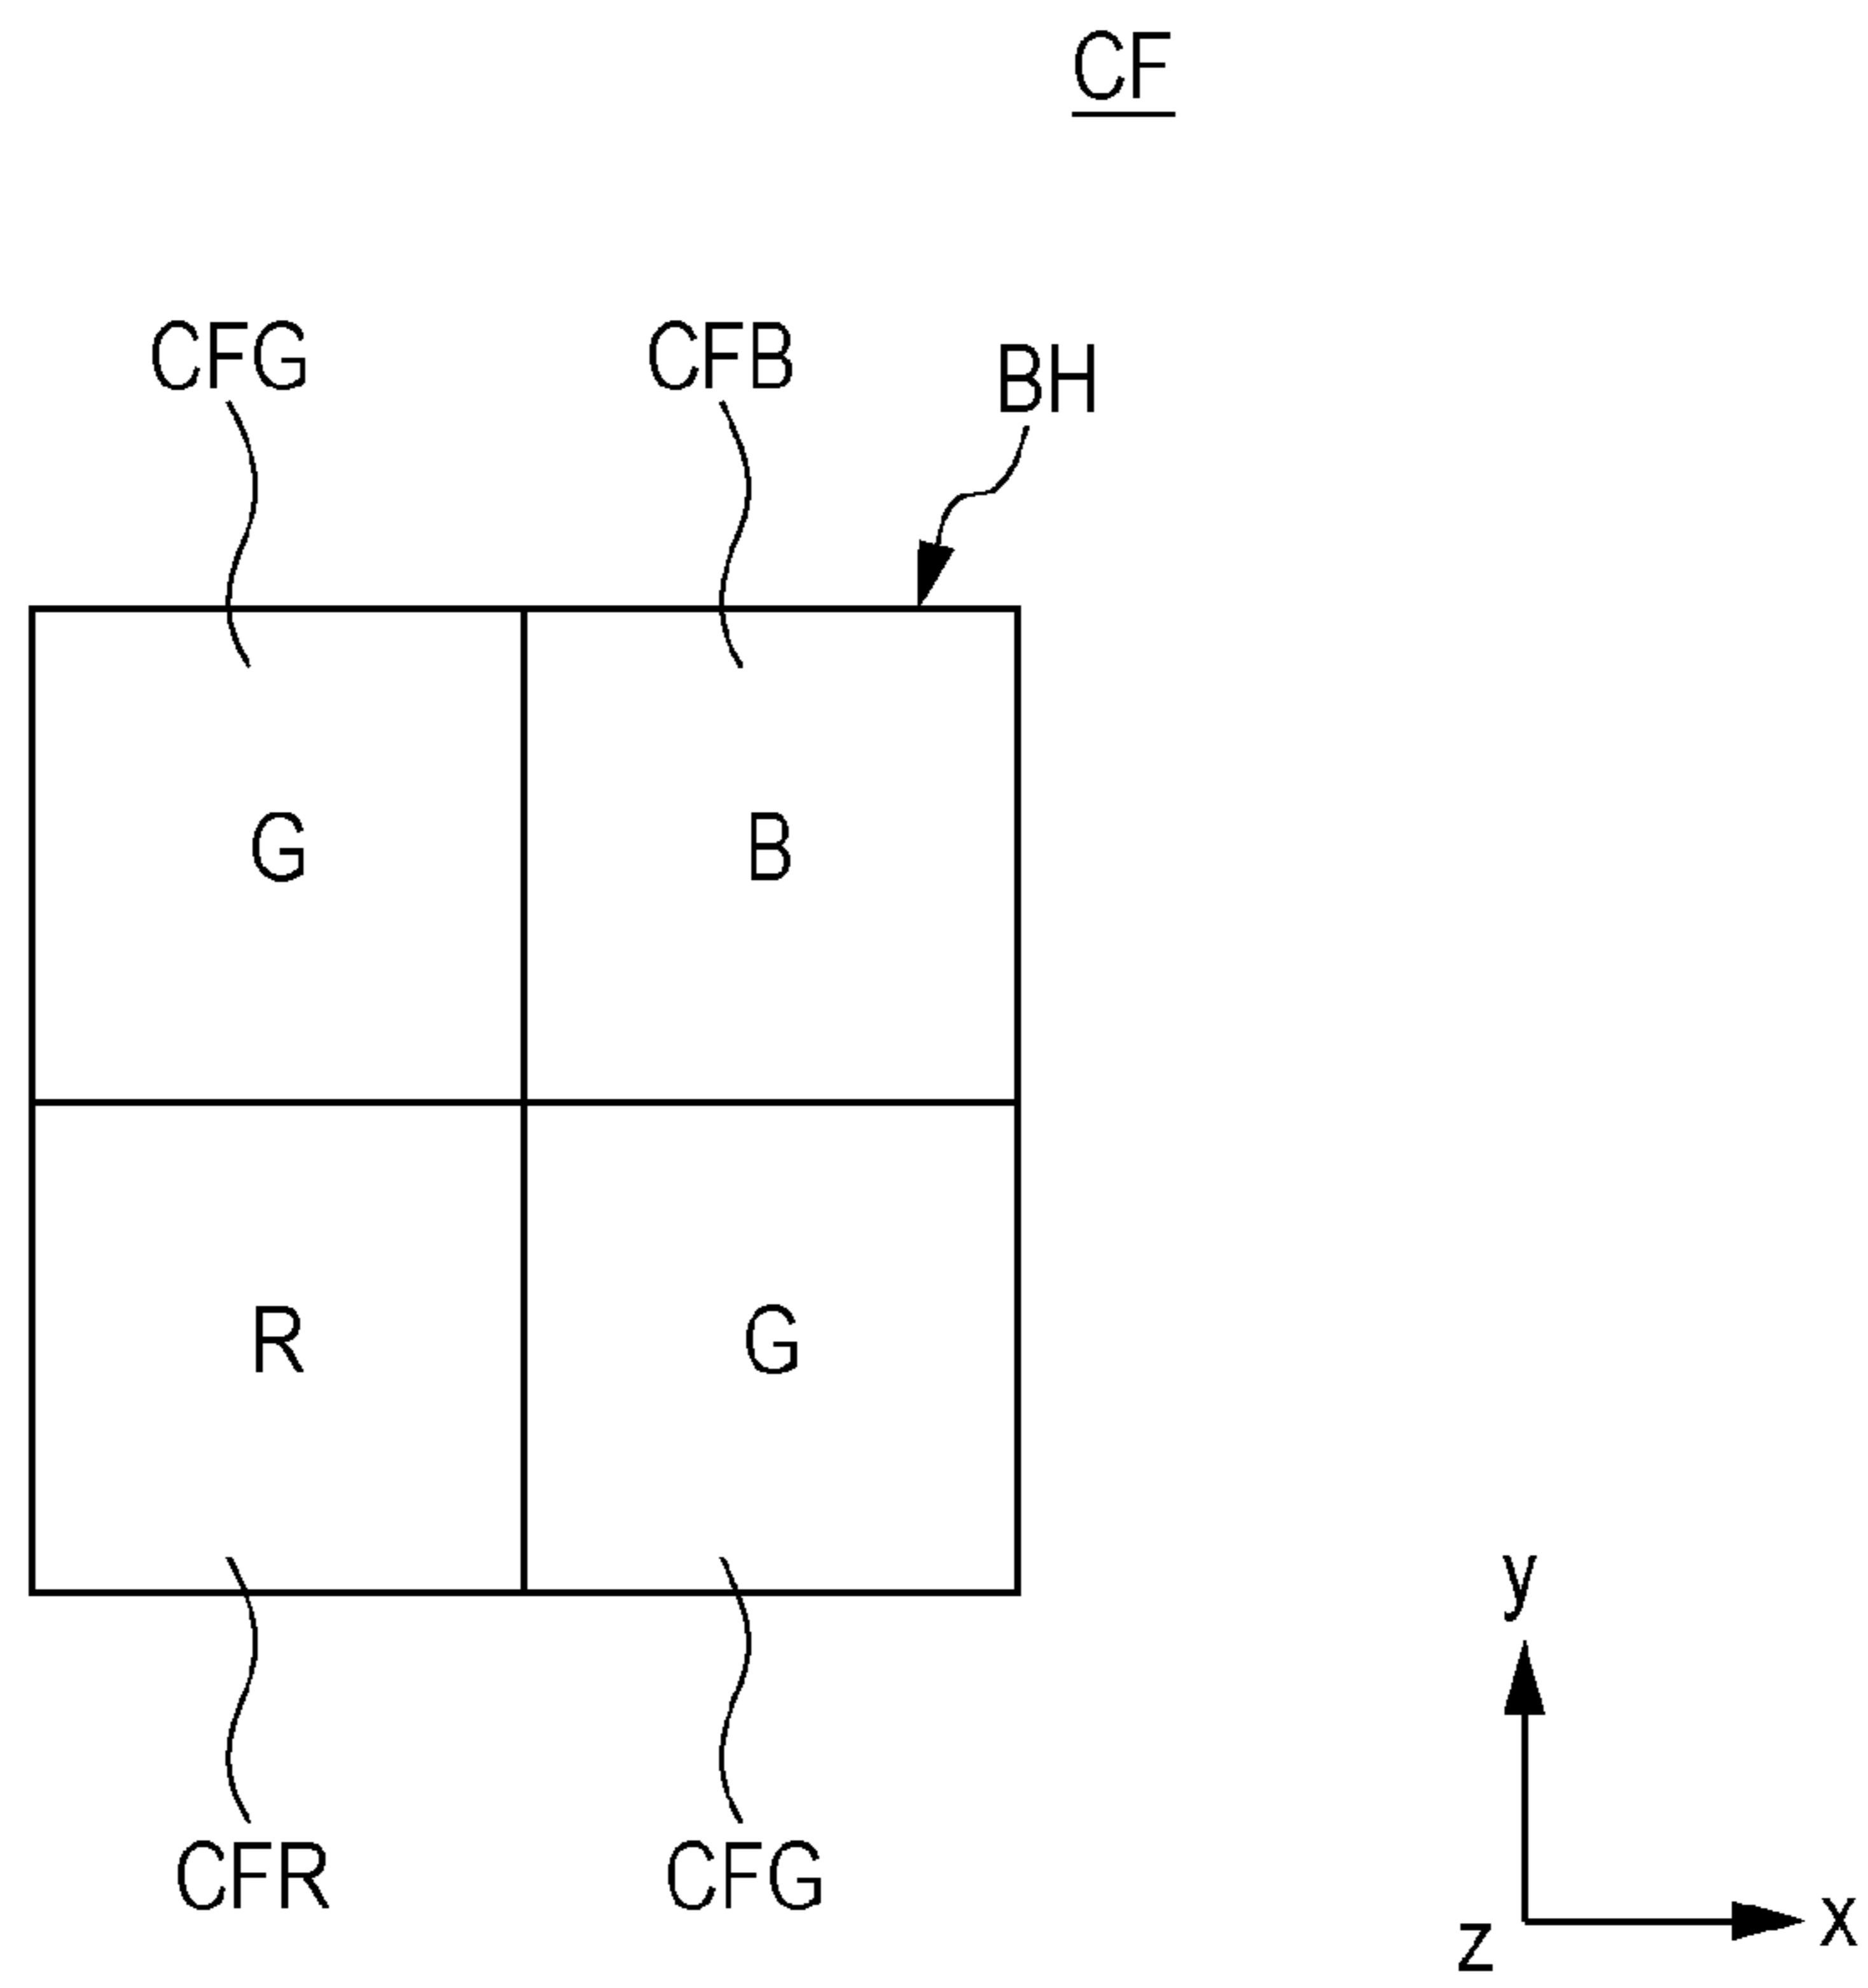 CF
CFG CFB BH
G B
R G
CFR CFG
y
z x